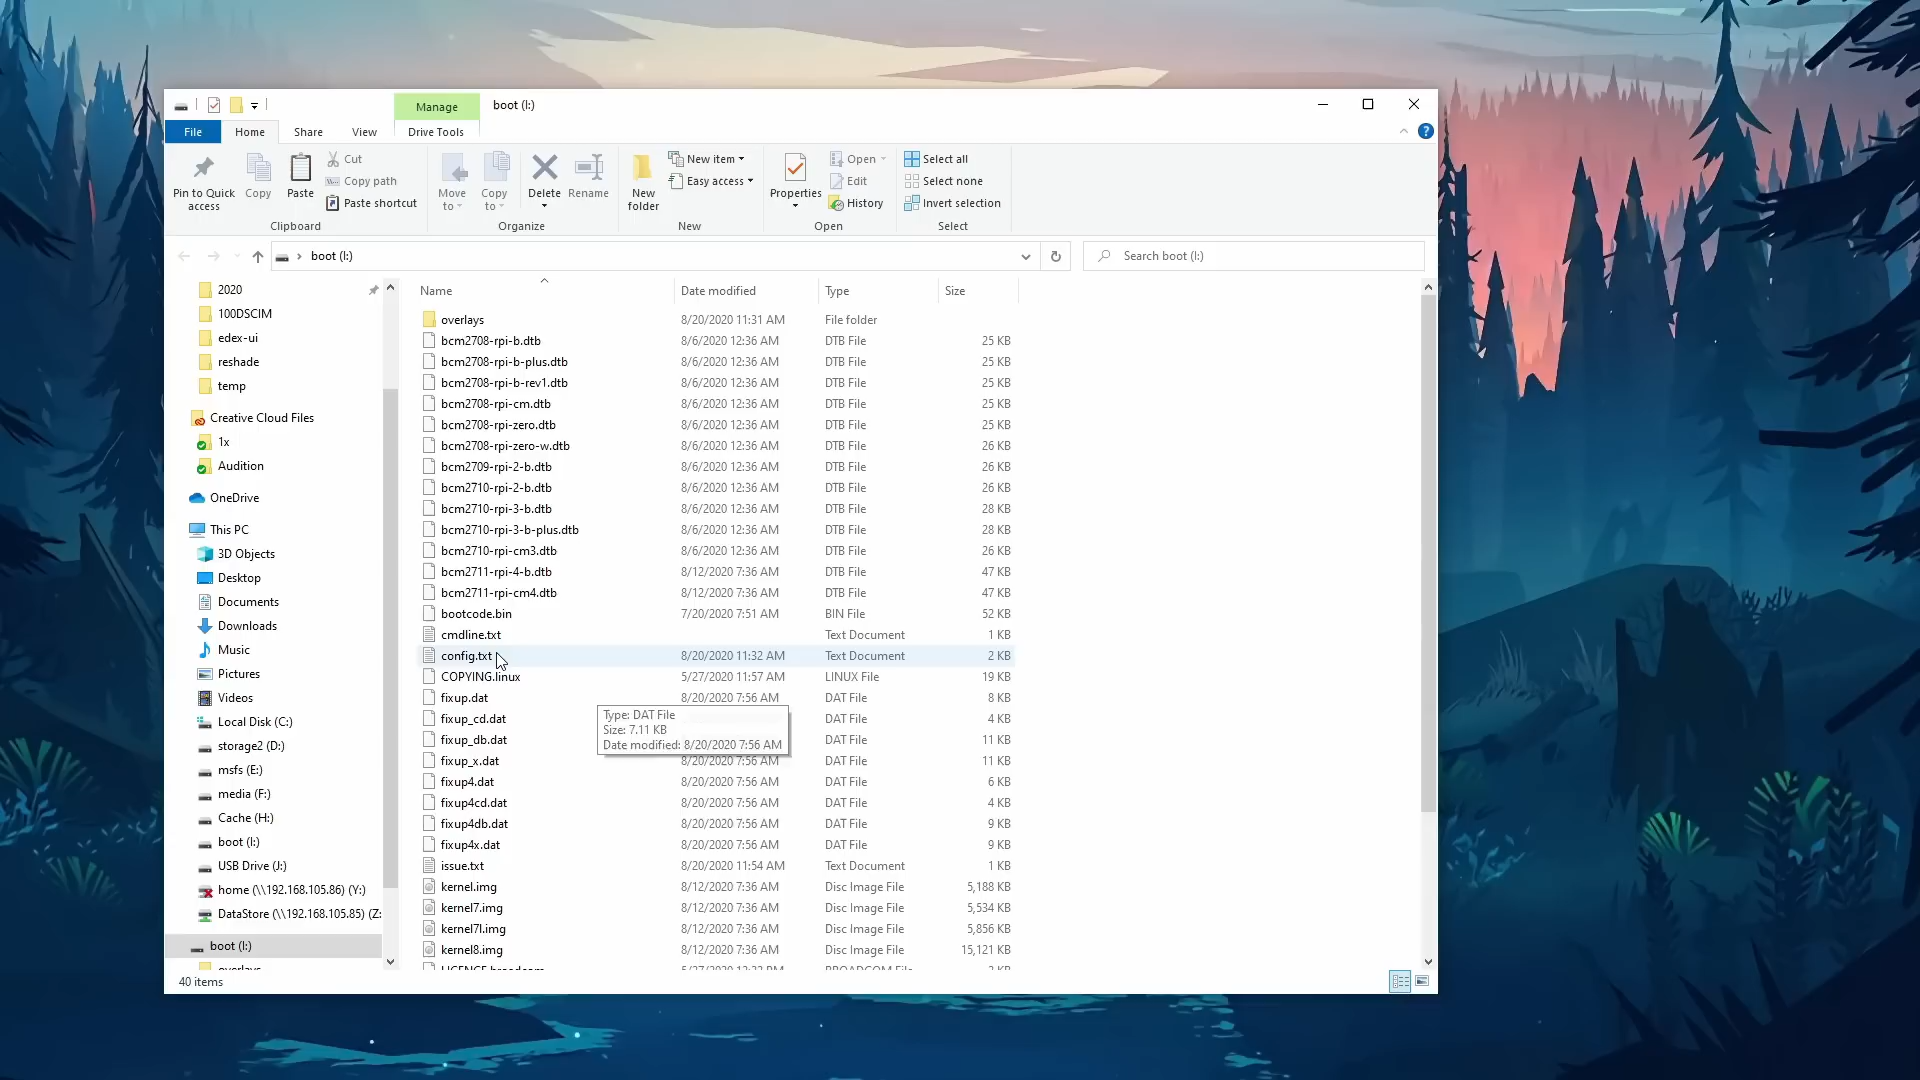 Manage
boot (I:)
File
Home
Share
View
Drive Tools
Pin to Quick
access
Copy
Paste
Cut
Copy path
Paste shortcut
Clipboard
Move
to
Copy
to
Delete
Rename
Organize
New
folder
New item
Easy access
New
Properties
Open
Edit
History
Open
Select all
Select none
Invert selection
Select
boot (I:)
Search boot (I:)
2020
100DSCIM
edex-ui
reshade
temp
Creative Cloud Files
1x
Audition
OneDrive
This PC
3D Objects
Desktop
Documents
Downloads
Music
Pictures
Videos
Local Disk (C:)
storage2 (D:)
msfs (E:)
media (F:)
Cache (H:)
boot (I:)
USB Drive (J:)
home (\\192.168.105.86) (Y:)
DataStore (\\192.168.105.85) (Z:
boot (I:)
overlays
Name Date modified Type Size
overlays 8/20/2020 11:31 AM File folder
bcm2708-rpi-b.dtb 8/6/2020 12:36 AM DTB File 25 KB
bcm2708-rpi-b-plus.dtb 8/6/2020 12:36 AM DTB File 25 KB
bcm2708-rpi-b-rev1.dtb 8/6/2020 12:36 AM DTB File 25 KB
bcm2708-rpi-cm.dtb 8/6/2020 12:36 AM DTB File 25 KB
bcm2708-rpi-zero.dtb 8/6/2020 12:36 AM DTB File 25 KB
bcm2708-rpi-zero-w.dtb 8/6/2020 12:36 AM DTB File 26 KB
bcm2709-rpi-2-b.dtb 8/6/2020 12:36 AM DTB File 26 KB
bcm2710-rpi-2-b.dtb 8/6/2020 12:36 AM DTB File 26 KB
bcm2710-rpi-3-b.dtb 8/6/2020 12:36 AM DTB File 28 KB
bcm2710-rpi-3-b-plus.dtb 8/6/2020 12:36 AM DTB File 28 KB
bcm2710-rpi-cm3.dtb 8/6/2020 12:36 AM DTB File 26 KB
bcm2711-rpi-4-b.dtb 8/12/2020 7:36 AM DTB File 47 KB
bcm2711-rpi-cm4.dtb 8/12/2020 7:36 AM DTB File 47 KB
bootcode.bin 7/20/2020 7:51 AM BIN File 52 KB
cmdline.txt Text Document 1 KB
config.txt 8/20/2020 11:32 AM Text Document 2 KB
COPYING.linux 5/27/2020 11:57 AM LINUX File 19 KB
fixup.dat 8/20/2020 7:56 AM DAT File 8 KB
fixup_cd.dat DAT File 4 KB
fixup_db.dat DAT File 11 KB
Type: DAT File
Size: 7.11 KB
Date modified: 8/20/2020 7:56 AM
fixup_x.dat 8/20/2020 7:56 AM DAT File 11 KB
fixup4.dat 8/20/2020 7:56 AM DAT File 6 KB
fixup4cd.dat 8/20/2020 7:56 AM DAT File 4 KB
fixup4db.dat 8/20/2020 7:56 AM DAT File 9 KB
fixup4x.dat 8/20/2020 7:56 AM DAT File 9 KB
issue.txt 8/20/2020 11:54 AM Text Document 1 KB
kernel.img 8/12/2020 7:36 AM Disc Image File 5,188 KB
kernel7.img 8/12/2020 7:36 AM Disc Image File 5,534 KB
kernel7l.img 8/12/2020 7:36 AM Disc Image File 5,856 KB
kernel8.img 8/12/2020 7:36 AM Disc Image File 15,121 KB
40 items